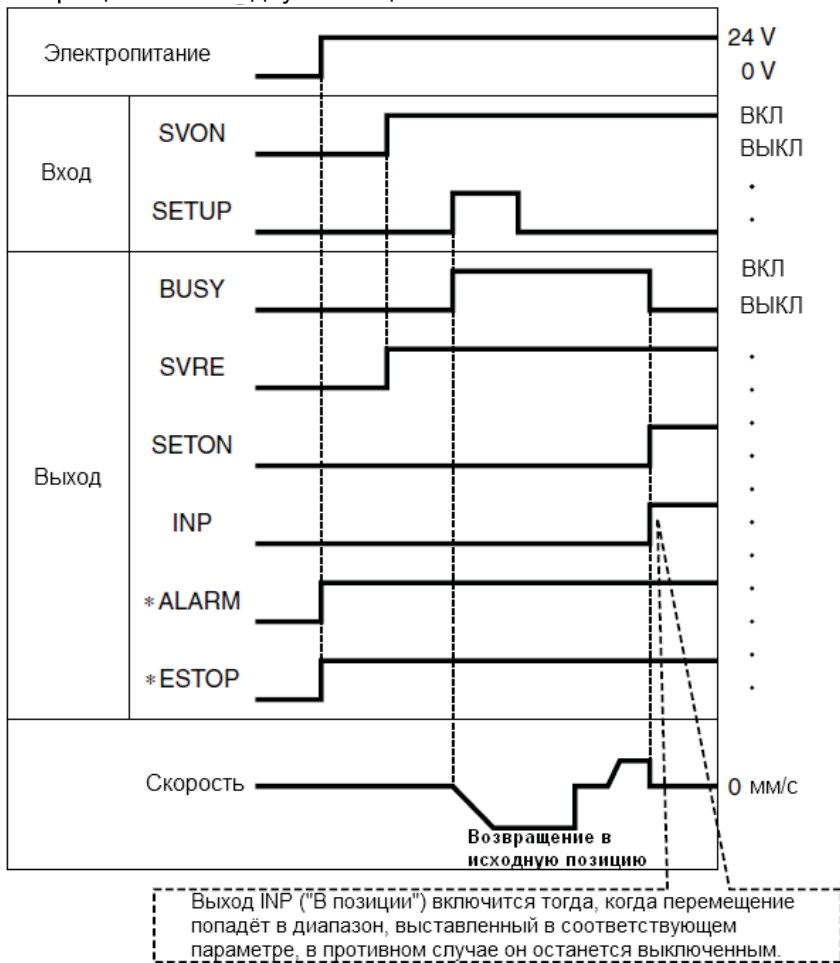 Электропитание
24 V
0 V
Вход
SVON
ВКЛ
ВЫКЛ
SETUP
Выход
BUSY
ВКЛ
ВЫКЛ
SVRE
SETON
INP
*ALARM
*ESTOP
Скорость
0 мм/с
Возвращение в
исходную позицию
Выход INP ("В позиции") включится тогда, когда перемещение
попадёт в диапазон, выставленный в соответствующем
параметре, в противном случае он останется выключенным.